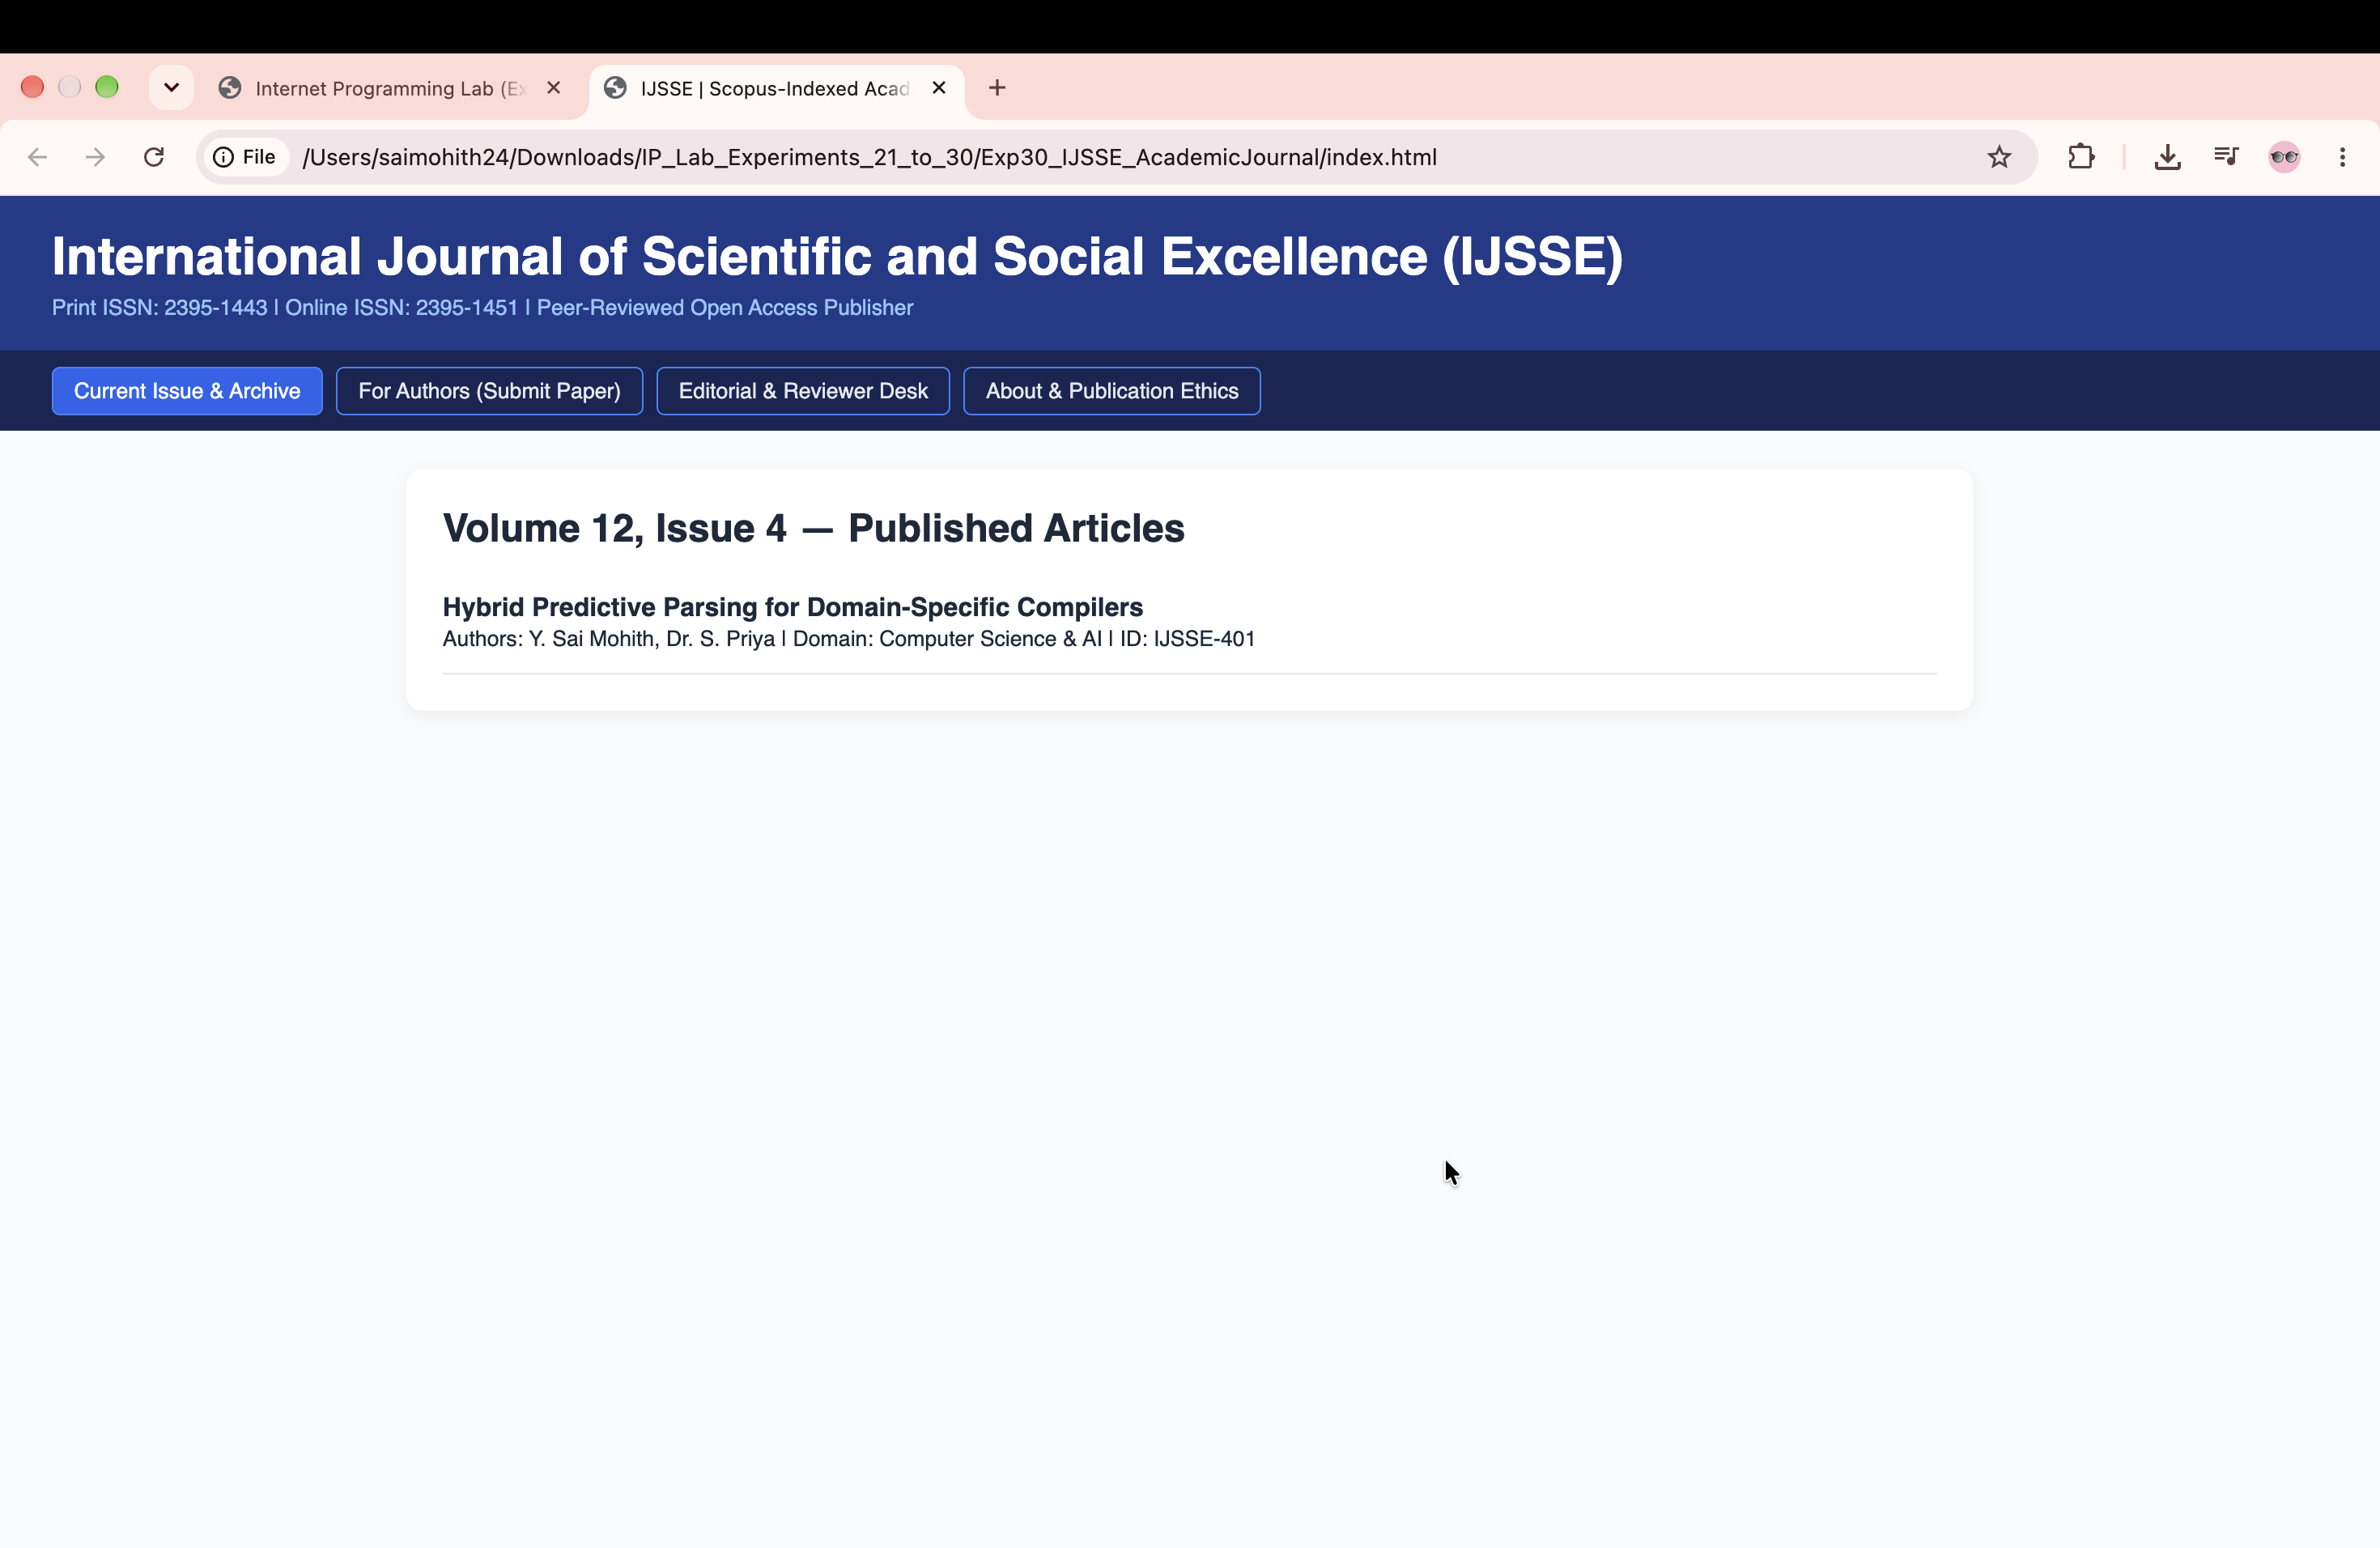 Internet Programming Lab (Ex
IJSSE | Scopus-Indexed Acad
File
/Users/saimohith24/Downloads/IP_Lab_Experiments_21_to_30/Exp30_IJSSE_AcademicJournal/index.html
International Journal of Scientific and Social Excellence (IJSSE)
Print ISSN: 2395-1443 | Online ISSN: 2395-1451 | Peer-Reviewed Open Access Publisher
Current Issue & Archive
For Authors (Submit Paper)
Editorial & Reviewer Desk
About & Publication Ethics
Volume 12, Issue 4 — Published Articles
Hybrid Predictive Parsing for Domain-Specific Compilers
Authors: Y. Sai Mohith, Dr. S. Priya | Domain: Computer Science & AI | ID: IJSSE-401